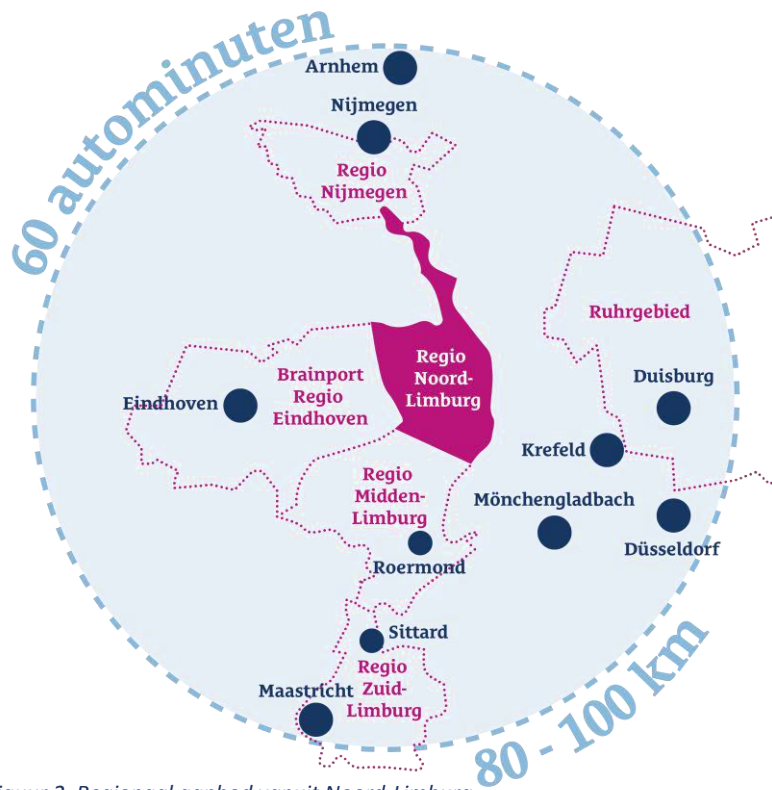 60 autominuten
Arnhem
Nijmegen
Regio
Nijmegen
Ruhrgebied
Regio
Noord-
Limburg
Brainport
Regio
Eindhoven
Eindhoven
Duisburg
Krefeld
Regio
Midden-
Limburg
Mönchengladbach
Düsseldorf
Roermond
Sittard
Regio
Zuid-
Limburg
Maastricht
80 - 100 km